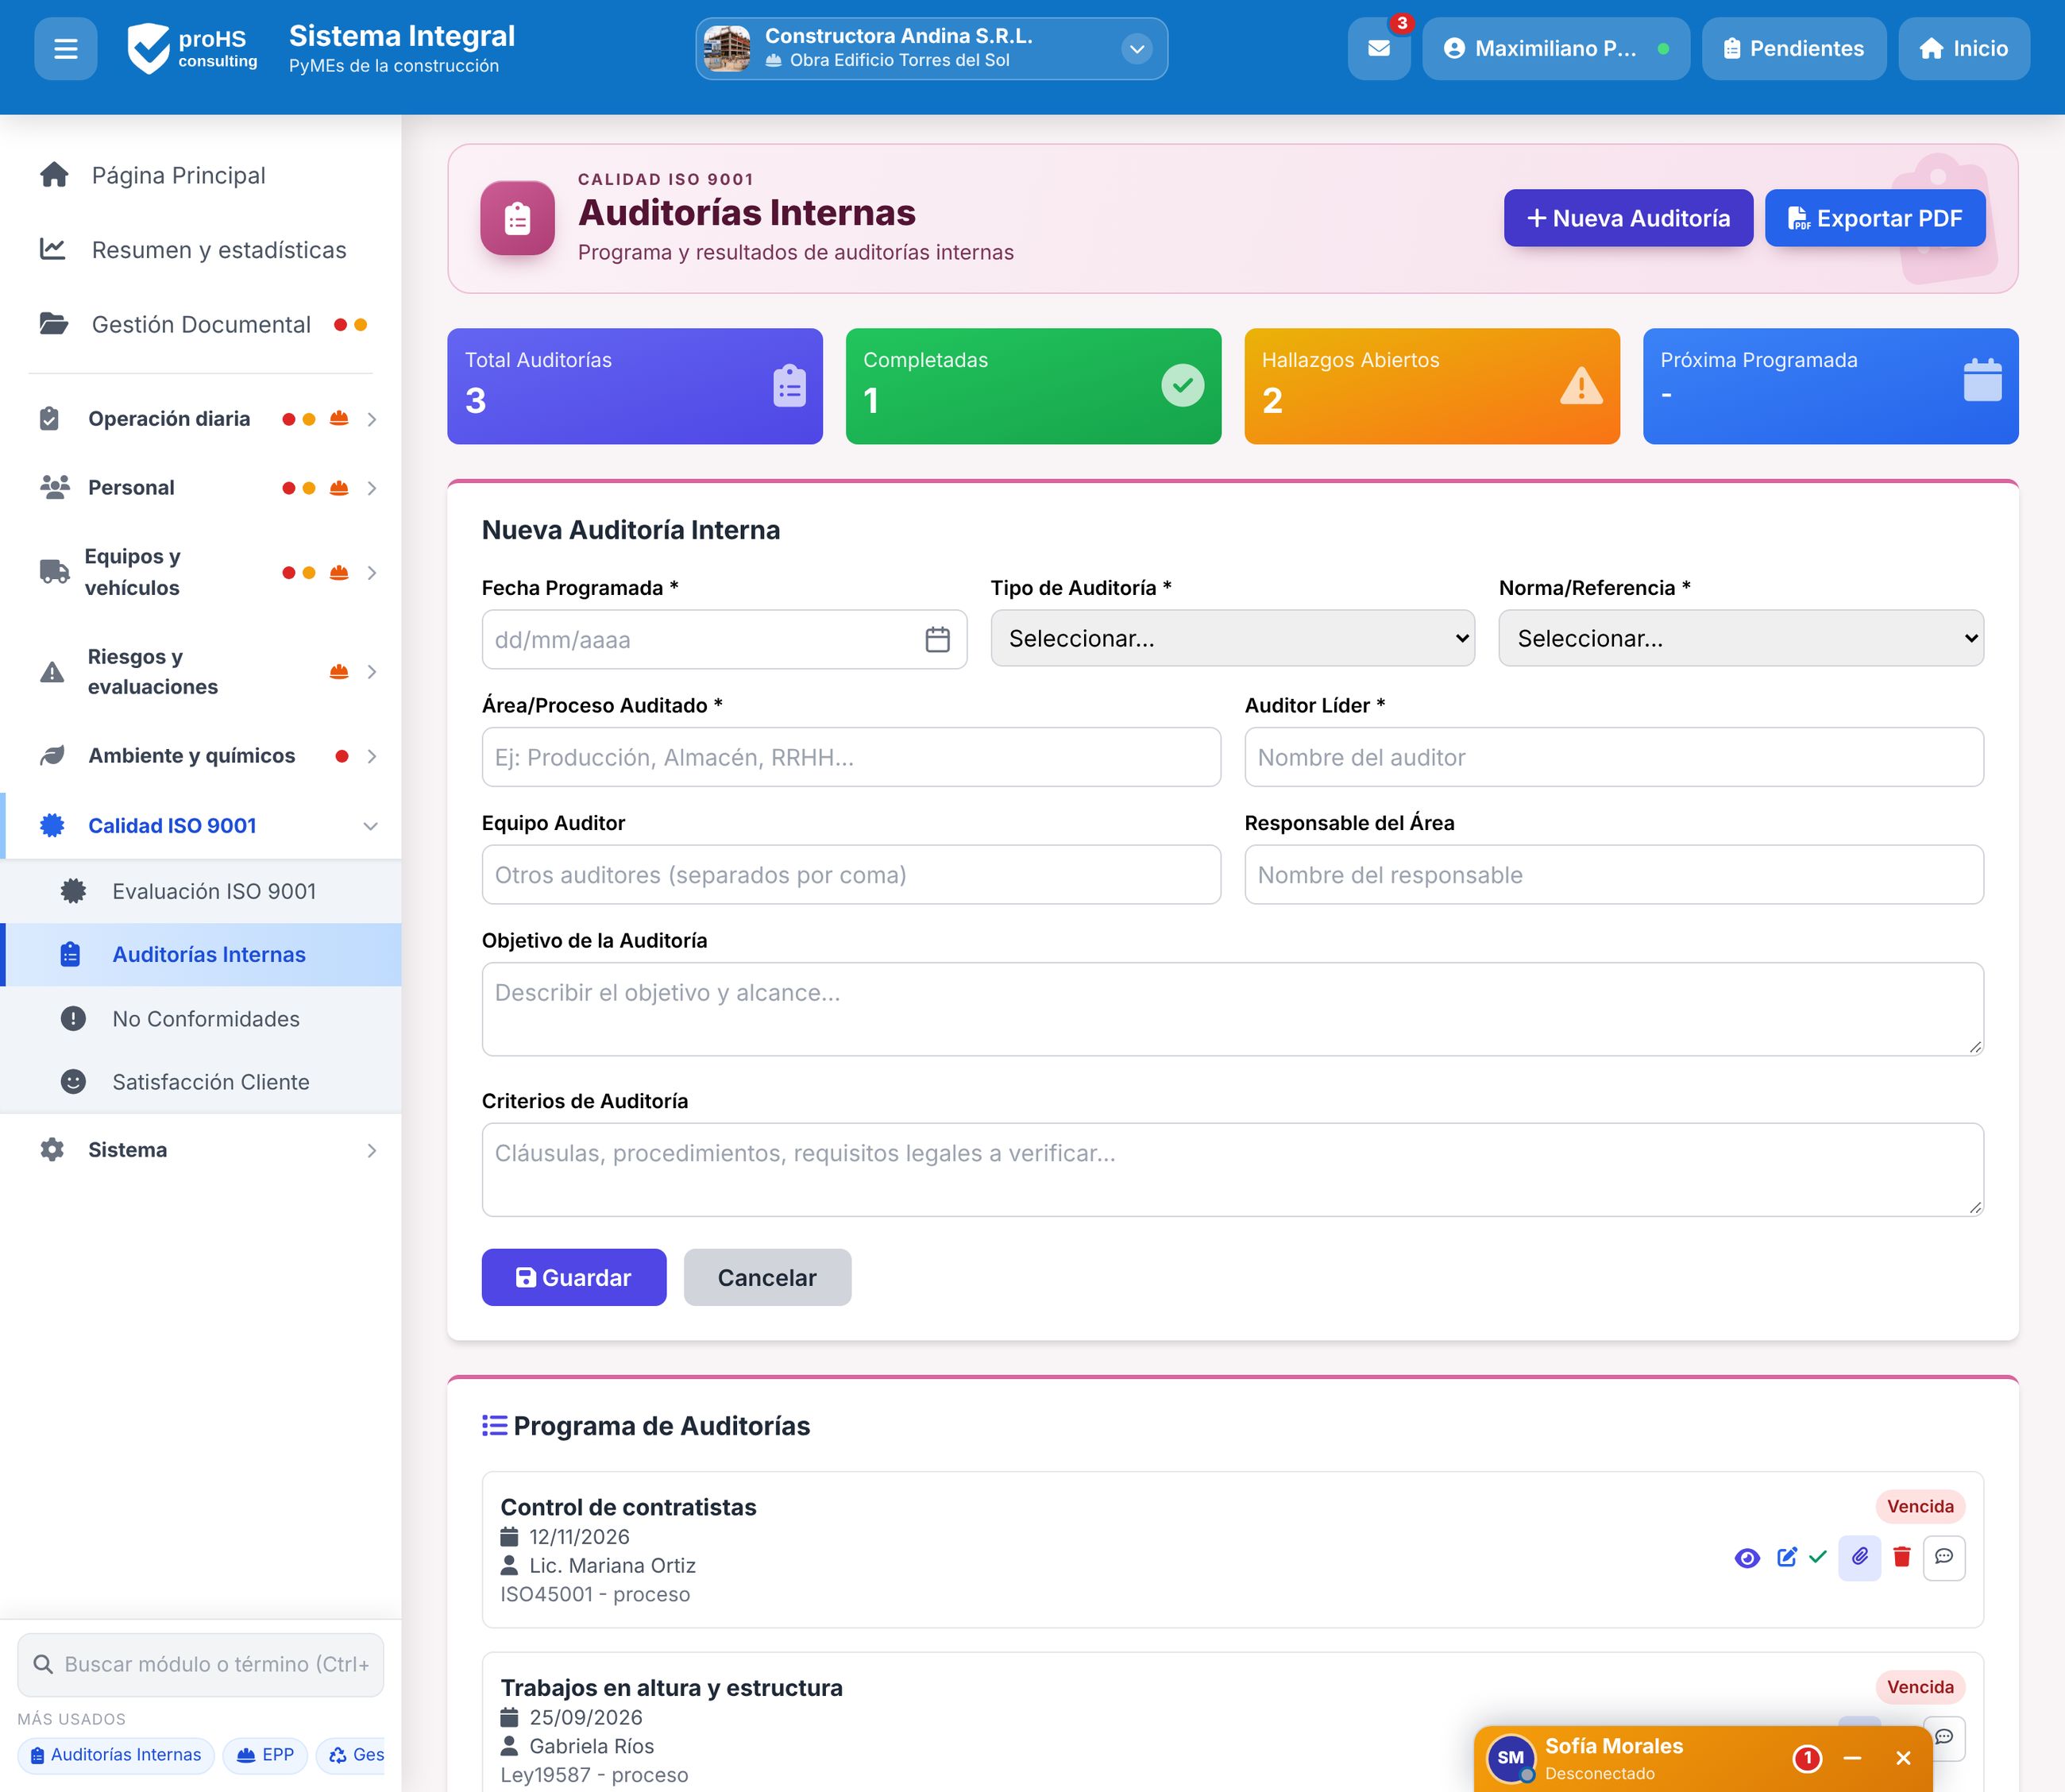 proHS
consulting
Sistema Integral
PyMEs de la construcción
Constructora Andina S.R.L.
Obra Edificio Torres del Sol
3
Maximiliano P...
Pendientes
Inicio
Página Principal
Resumen y estadísticas
Gestión Documental
Operación diaria
Personal
Equipos y
vehículos
Riesgos y
evaluaciones
Ambiente y químicos
Calidad ISO 9001
Evaluación ISO 9001
Auditorías Internas
No Conformidades
Satisfacción Cliente
Sistema
Buscar módulo o término (Ctrl+
MÁS USADOS
Auditorías Internas
EPP
Ges
CALIDAD ISO 9001
Auditorías Internas
Programa y resultados de auditorías internas
Nueva Auditoría
PDF Exportar PDF
Total Auditorías
3
Completadas
1
Hallazgos Abiertos
2
Próxima Programada
-
Nueva Auditoría Interna
Fecha Programada *
dd/mm/aaaa
Tipo de Auditoría *
Seleccionar...
Norma/Referencia *
Seleccionar...
Área/Proceso Auditado *
Ej: Producción, Almacén, RRHH...
Auditor Líder *
Nombre del auditor
Equipo Auditor
Otros auditores (separados por coma)
Responsable del Área
Nombre del responsable
Objetivo de la Auditoría
Describir el objetivo y alcance...
Criterios de Auditoría
Cláusulas, procedimientos, requisitos legales a verificar...
Guardar
Cancelar
Programa de Auditorías
Control de contratistas
12/11/2026
Lic. Mariana Ortiz
ISO45001 - proceso
Vencida
Trabajos en altura y estructura
25/09/2026
Gabriela Ríos
Ley19587 - proceso
Vencida
SM
Sofía Morales
Desconectado
1